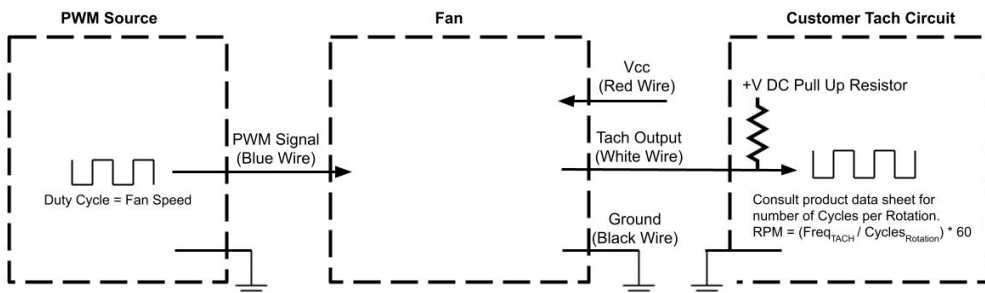 PWM Source
Fan
Customer Tach Circuit
Vcc
(Red Wire)
+V DC Pull Up Resistor
PWM Signal
(Blue Wire)
Tach Output
(White Wire)
Duty Cycle = Fan Speed
Consult product data sheet for
number of Cycles per Rotation.
RPM = (Freq_TACH / Cycles_Rotation) * 60
Ground
(Black Wire)